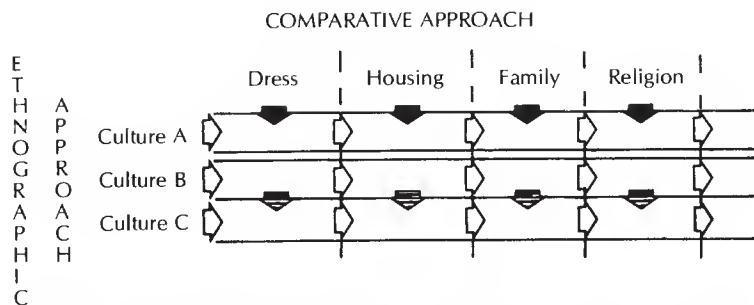 COMPARATIVE APPROACH
ETHNOGRAPHIC
APPROACH
Dress Housing Family Religion
Culture A
Culture B
Culture C